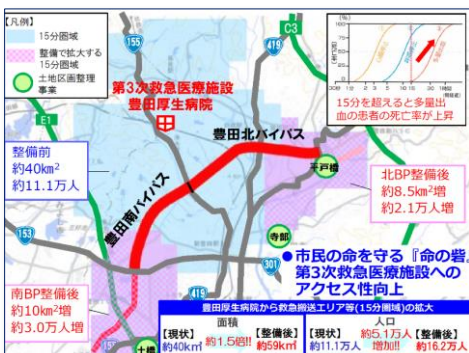 【凡例】
15分圏域
整備で拡大する
15分圏域
土地区画整理
事業
155
419
C3
第3次救急医療施設
豊田厚生病院
15分を超えると多量出
血の患者の死亡率が上昇
E1
豊田北バイパス
整備前
約40km²
約11.1万人
平戸橋
北BP整備後
約8.5km²増
約2.1万人増
豊田南バイパス
153
寺部
301
●市民の命を守る『命の砦』
第3次救急医療施設への
アクセス性向上
419
南BP整備後
約10km²増
約3.0万人増
土橋
豊田厚生病院から救急搬送エリア等(15分圏域)の拡大
面積
人口
【現状】 約1.5倍!! 【整備後】
約40km² 約59km²
【現状】 約5.1万人 【整備後】
約11.1万人 増加!! 約16.2万人